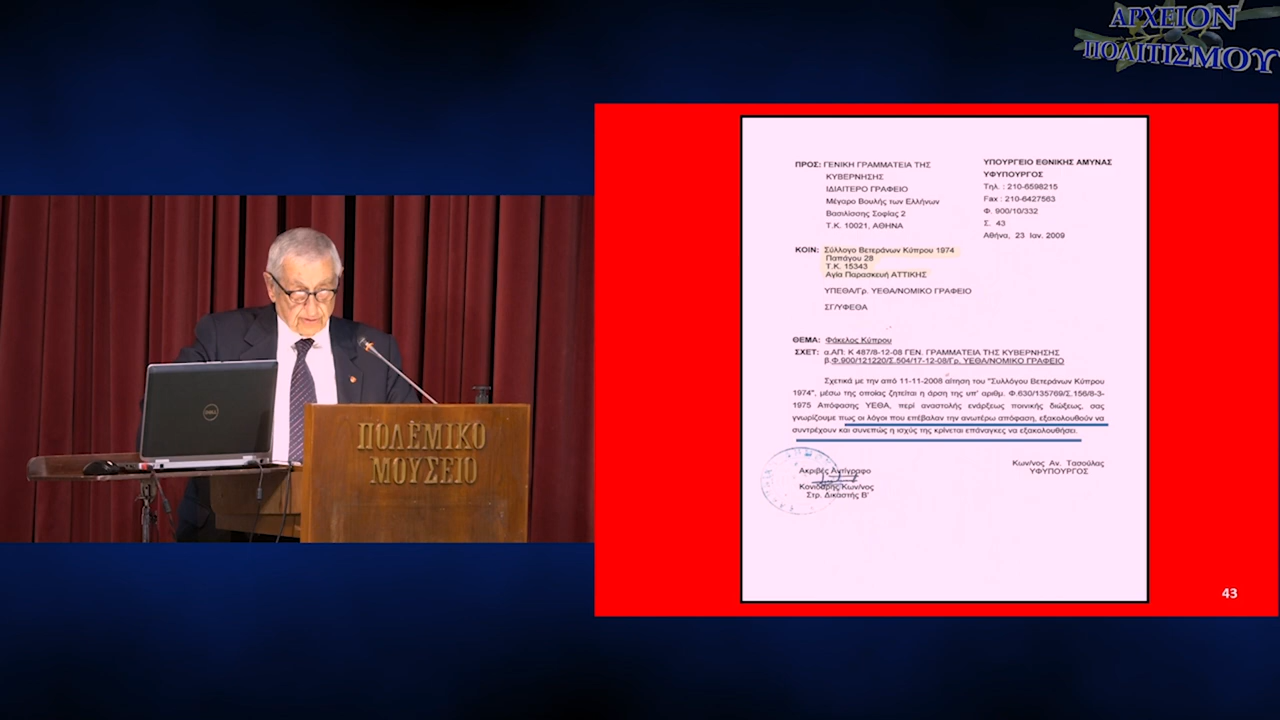 ΑΡΧΕΙΟΝ
ΠΟΛΙΤΙΣΜΟΥ
ΠΟΛΕΜΙΚΟ
ΜΟΥΣΕΙΟ
DELL
ΠΡΟΣ: ΓΕΝΙΚΗ ΓΡΑΜΜΑΤΕΙΑ ΤΗΣ
ΚΥΒΕΡΝΗΣΗΣ
ΙΔΙΑΙΤΕΡΟ ΓΡΑΦΕΙΟ
Μέγαρο Βουλής των Ελλήνων
Βασιλίσσης Σοφίας 2
Τ.Κ. 10021, ΑΘΗΝΑ
ΥΠΟΥΡΓΕΙΟ ΕΘΝΙΚΗΣ ΑΜΥΝΑΣ
ΥΦΥΠΟΥΡΓΟΣ
Τηλ. : 210-6598215
Fax : 210-6427563
Φ. 900/10/332
Σ. 43
Αθήνα, 23 Ιαν. 2009
ΚΟΙΝ: Σύλλογο Βετεράνων Κύπρου 1974
Παπάγου 28
Τ.Κ. 15343
Αγία Παρασκευή ΑΤΤΙΚΗΣ
ΥΠΕΘΑ/Γρ. ΥΕΘΑ/ΝΟΜΙΚΟ ΓΡΑΦΕΙΟ
ΣΓ/ΥΦΕΘΑ
ΘΕΜΑ: Φάκελος Κύπρου
ΣΧΕΤ: α.ΑΠ. Κ 487/8-12-08 ΓΕΝ. ΓΡΑΜΜΑΤΕΙΑ ΤΗΣ ΚΥΒΕΡΝΗΣΗΣ
β.Φ.900/121220/Σ.504/17-12-08/Γρ. ΥΕΘΑ/ΝΟΜΙΚΟ ΓΡΑΦΕΙΟ
Σχετικά με την από 11-11-2008 αίτηση του "Συλλόγου Βετεράνων Κύπρου
1974", μέσω της οποίας ζητείται η άρση της υπ' αριθμ. Φ.630/135769/Σ.156/8-3-
1975 Απόφασης ΥΕΘΑ, περί αναστολής ενάρξεως ποινικής διώξεως, σας
γνωρίζουμε πως οι λόγοι που επέβαλαν την ανωτέρω απόφαση, εξακολουθούν να
συντρέχουν και συνεπώς η ισχύς της κρίνεται επάναγκες να εξακολουθήσει.
Ακριβές Αντίγραφο
Κονιδάρης Κων/νος
Στρ. Δικαστής Β'
Κων/νος Αν. Τασούλας
ΥΦΥΠΟΥΡΓΟΣ
43